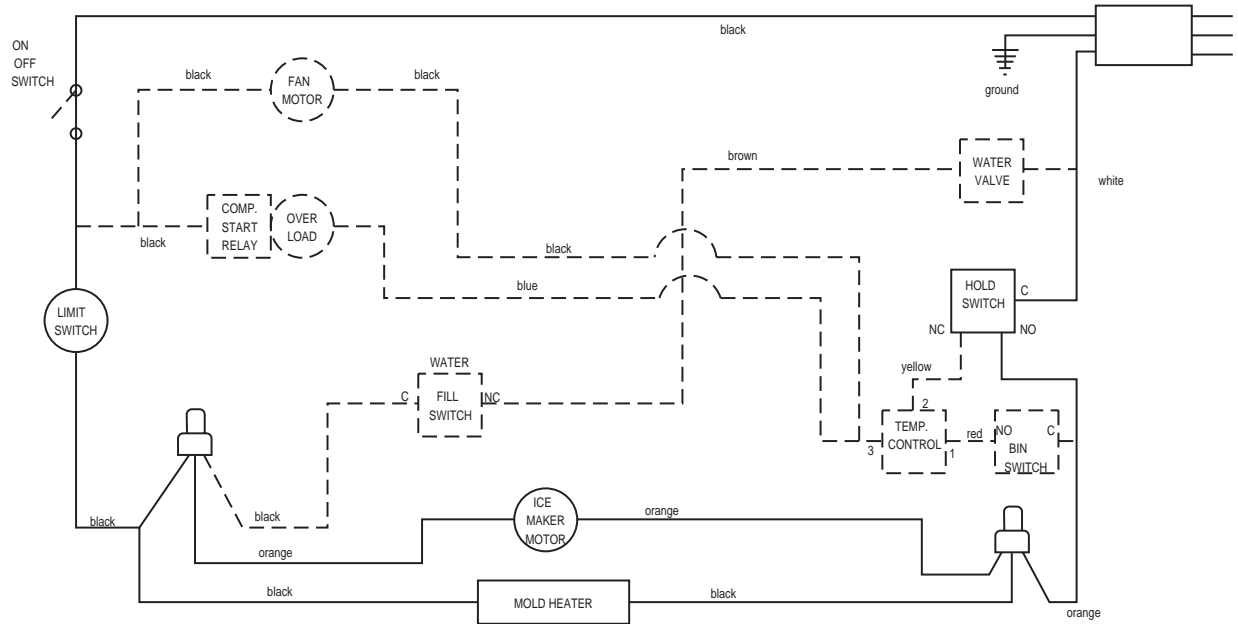 black
ON
OFF
SWITCH
black
FAN
MOTOR
black
ground
brown
WATER
VALVE
white
COMP.
START
RELAY
OVER
LOAD
black
black
blue
HOLD
SWITCH
C
NC
NO
LIMIT
SWITCH
WATER
C
FILL
SWITCH
NC
yellow
2
TEMP.
CONTROL
3
1
red
NO
C
BIN
SWITCH
black
black
orange
ICE
MAKER
MOTOR
orange
black
MOLD HEATER
black
orange